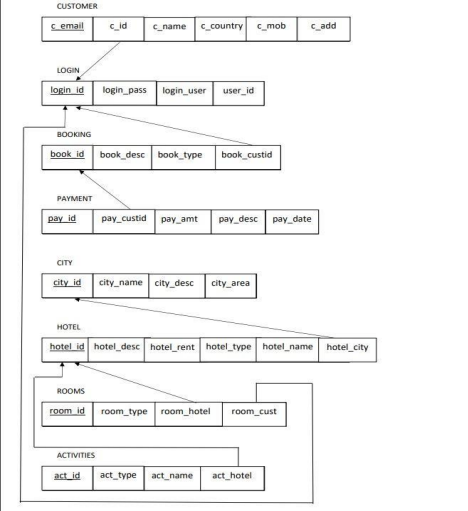 CUSTOMER
c_email c_id c_name c_country c_mob c_add
LOGIN
login_id login_pass login_user user_id
BOOKING
book_id book_desc book_type book_custid
PAYMENT
pay_id pay_custid pay_amt pay_desc pay_date
CITY
city_id city_name city_desc city_area
HOTEL
hotel_id hotel_desc hotel_rent hotel_type hotel_name hotel_city
ROOMS
room_id room_type room_hotel room_cust
ACTIVITIES
act_id act_type act_name act_hotel